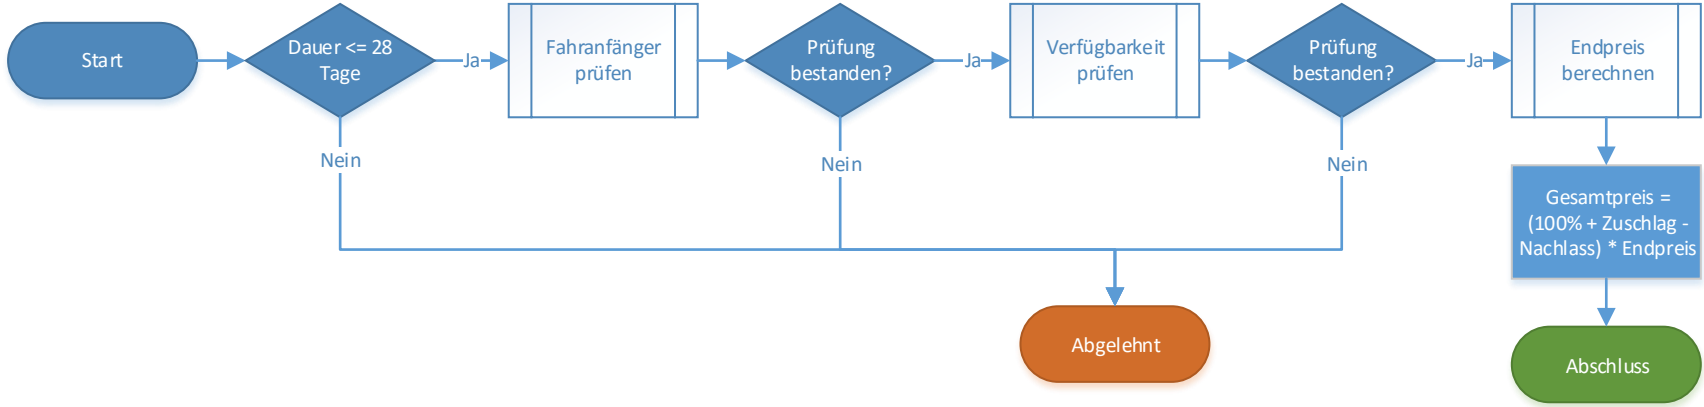 Start
Dauer <= 28
Tage
Ja
Fahranfänger
prüfen
Prüfung
bestanden?
Ja
Verfügbarkeit
prüfen
Prüfung
bestanden?
Ja
Endpreis
berechnen
Nein
Nein
Nein
Gesamtpreis =
(100% + Zuschlag -
Nachlass) * Endpreis
Abgelehnt
Abschluss